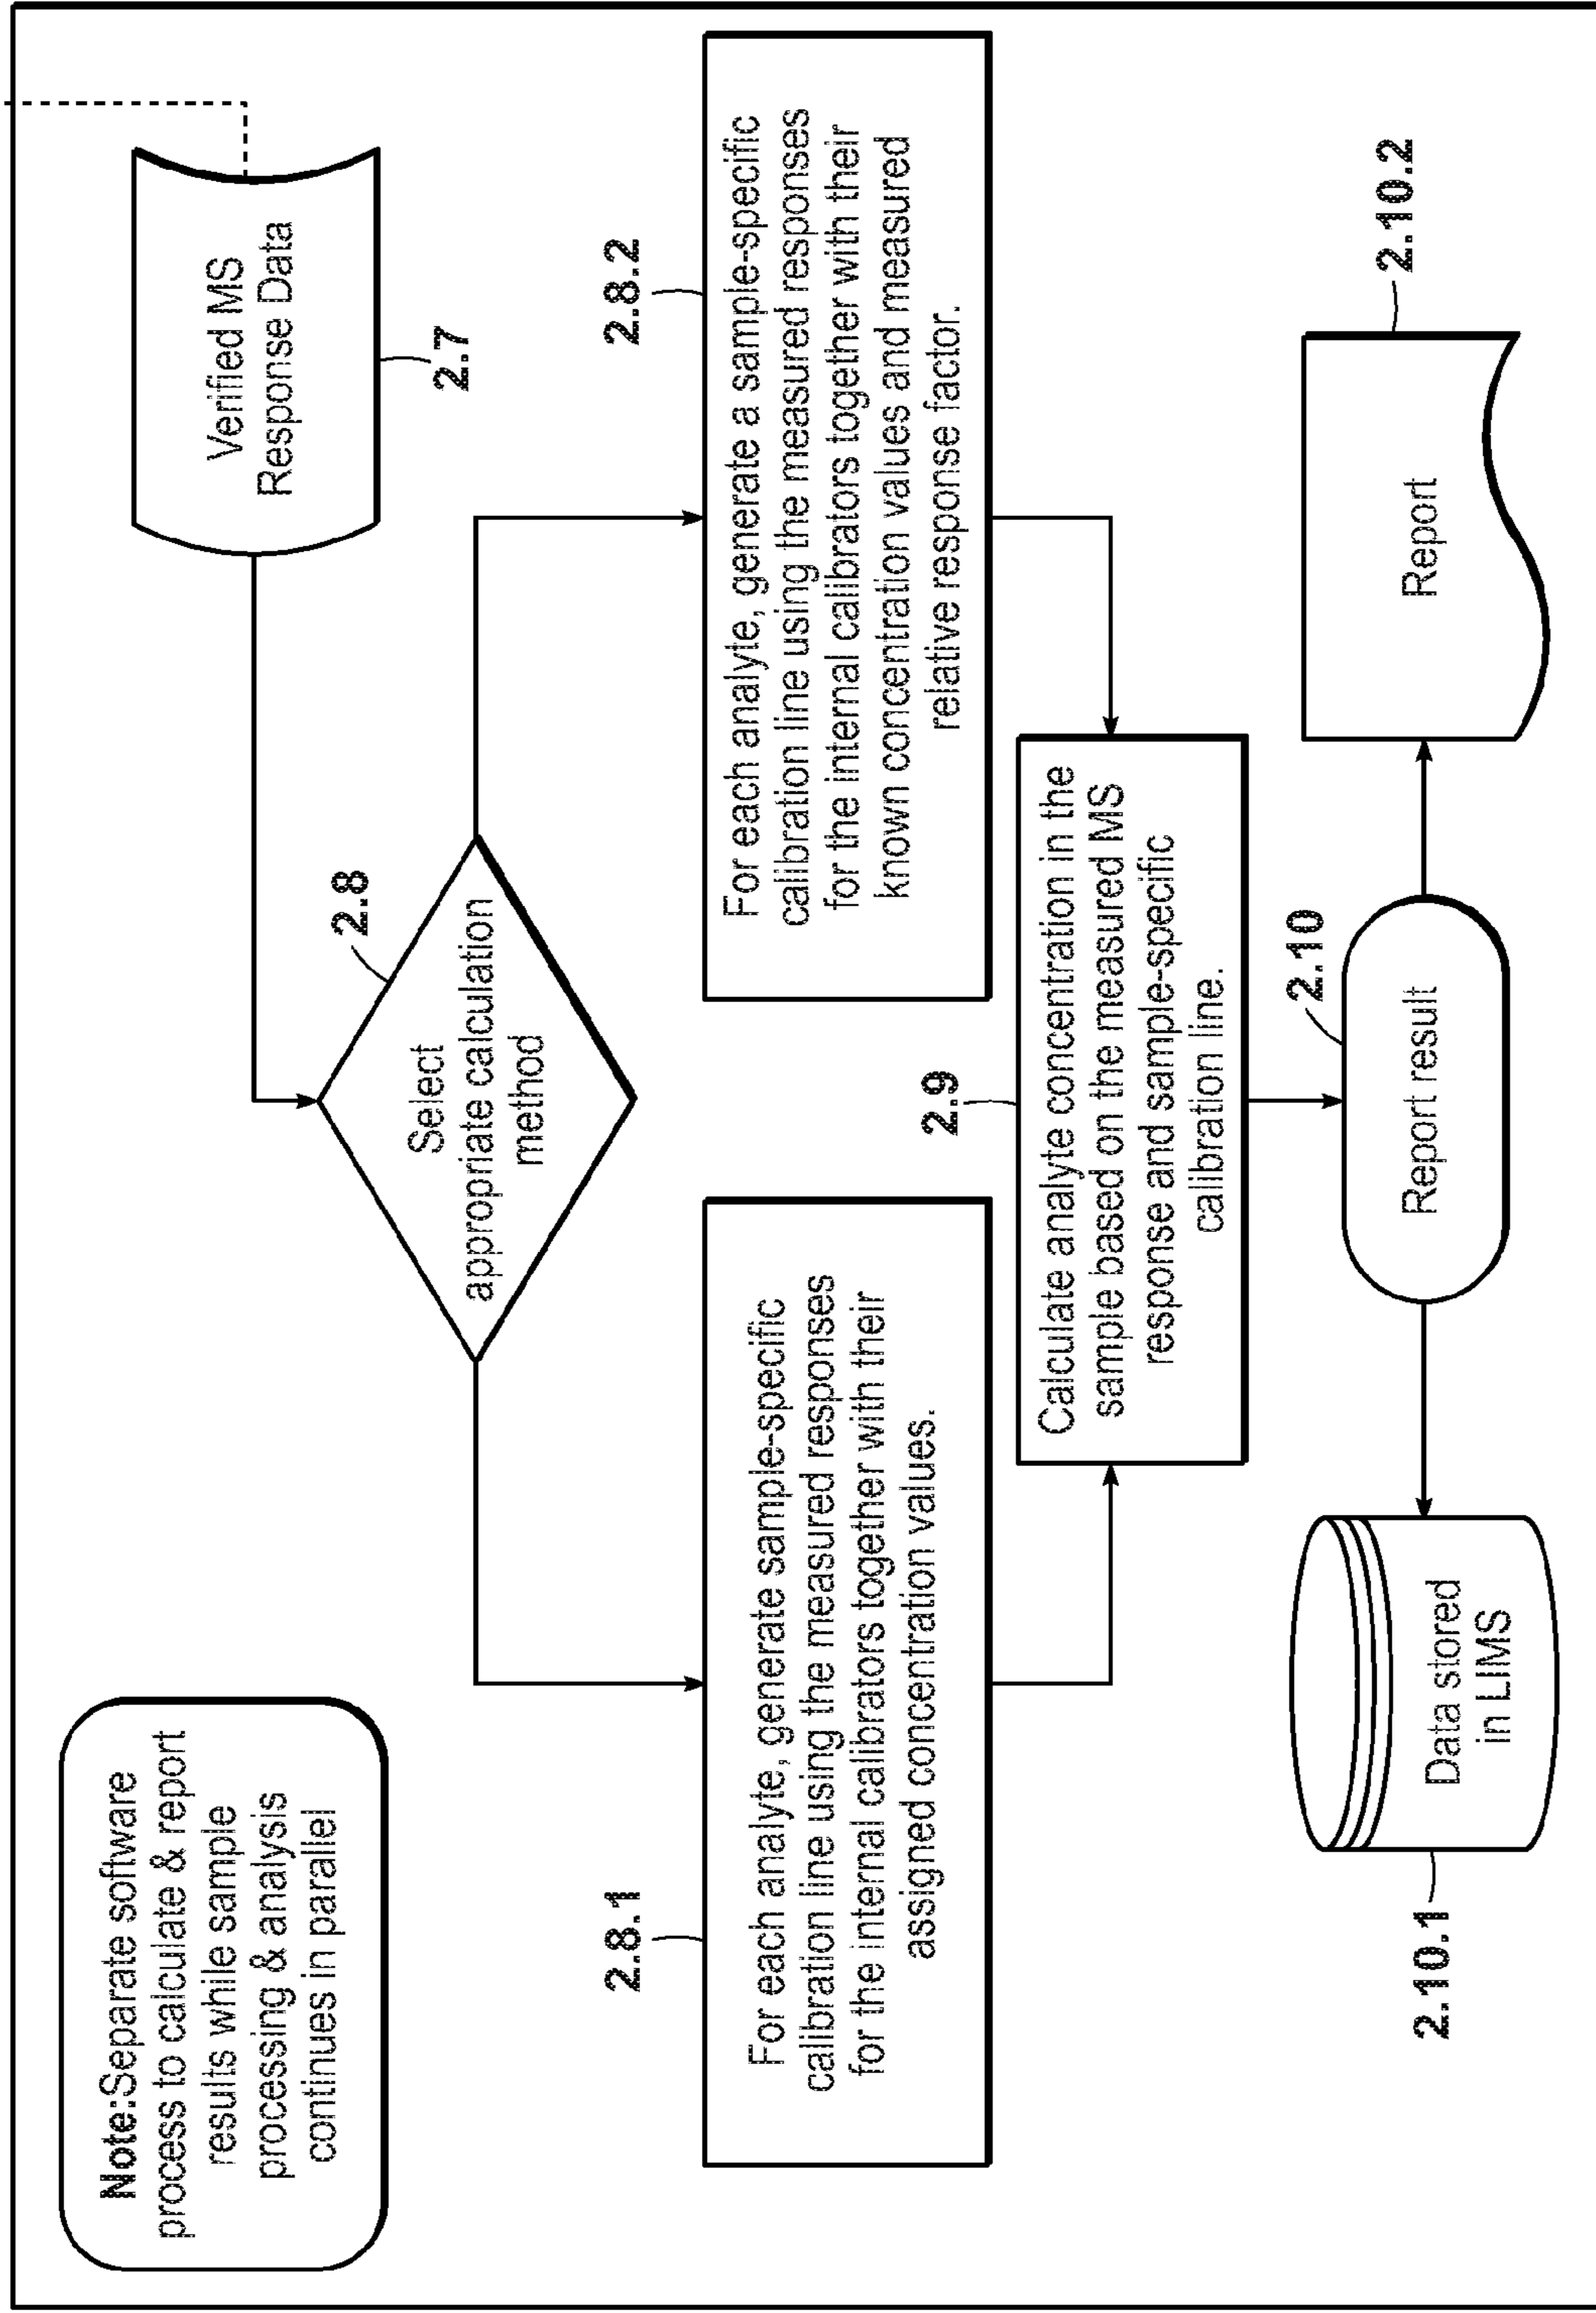 Note:Separate software
process to calculate & report
results while sample
processing & analysis
continues in parallel
Verified MS
Response Data
2.7
2.8
Select
appropriate calculation
method
2.8.1
For each analyte, generate sample-specific
calibration line using the measured responses
for the internal calibrators together with their
assigned concentration values.
2.8.2
For each analyte, generate a sample-specific
calibration line using the measured responses
for the internal calibrators together with their
known concentration values and measured
relative response factor.
2.9
Calculate analyte concentration in the
sample based on the measured MS
response and sample-specific
calibration line.
2.10
Report result
2.10.1
Data stored
in LIMS
2.10.2
Report